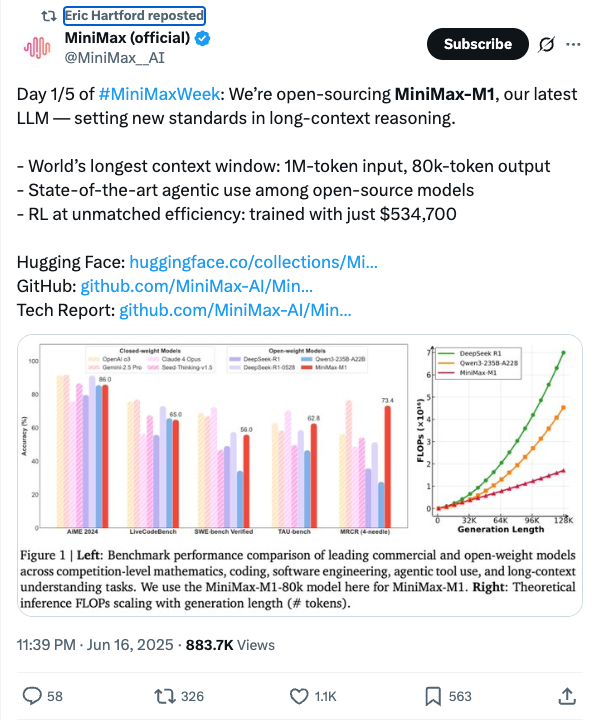 Eric Hartford reposted
MiniMax (official)
@MiniMax__AI
Subscribe
Day 1/5 of #MiniMaxWeek: We’re open-sourcing MiniMax-M1, our latest
LLM — setting new standards in long-context reasoning.
- World’s longest context window: 1M-token input, 80k-token output
- State-of-the-art agentic use among open-source models
- RL at unmatched efficiency: trained with just $534,700
Hugging Face: huggingface.co/collections/Mi...
GitHub: github.com/MiniMax-AI/Min...
Tech Report: github.com/MiniMax-AI/Min...
Closed-weight Models
OpenAI o3
Claude 4 Opus
Gemini-2.5 Pro
Seed-Thinking-v1.5
Open-weight Models
DeepSeek-R1
Qwen3-235B-A22B
DeepSeek-R1-0528
MiniMax-M1
Accuracy (%)
100
80
60
40
20
0
86.0
65.0
56.0
62.8
73.4
AIME 2024
LiveCodeBench
SWE-bench Verified
TAU-bench
MRCR (4-needle)
DeepSeek R1
Qwen3-235B-A22B
MiniMax-M1
FLOPs (×10¹⁶)
7
6
5
4
3
2
1
0
0 32K 64K 96K 128K
Generation Length
Figure 1 | Left: Benchmark performance comparison of leading commercial and open-weight models
across competition-level mathematics, coding, software engineering, agentic tool use, and long-context
understanding tasks. We use the MiniMax-M1-80k model here for MiniMax-M1. Right: Theoretical
inference FLOPs scaling with generation length (# tokens).
11:39 PM · Jun 16, 2025 · 883.7K Views
58
326
1.1K
563